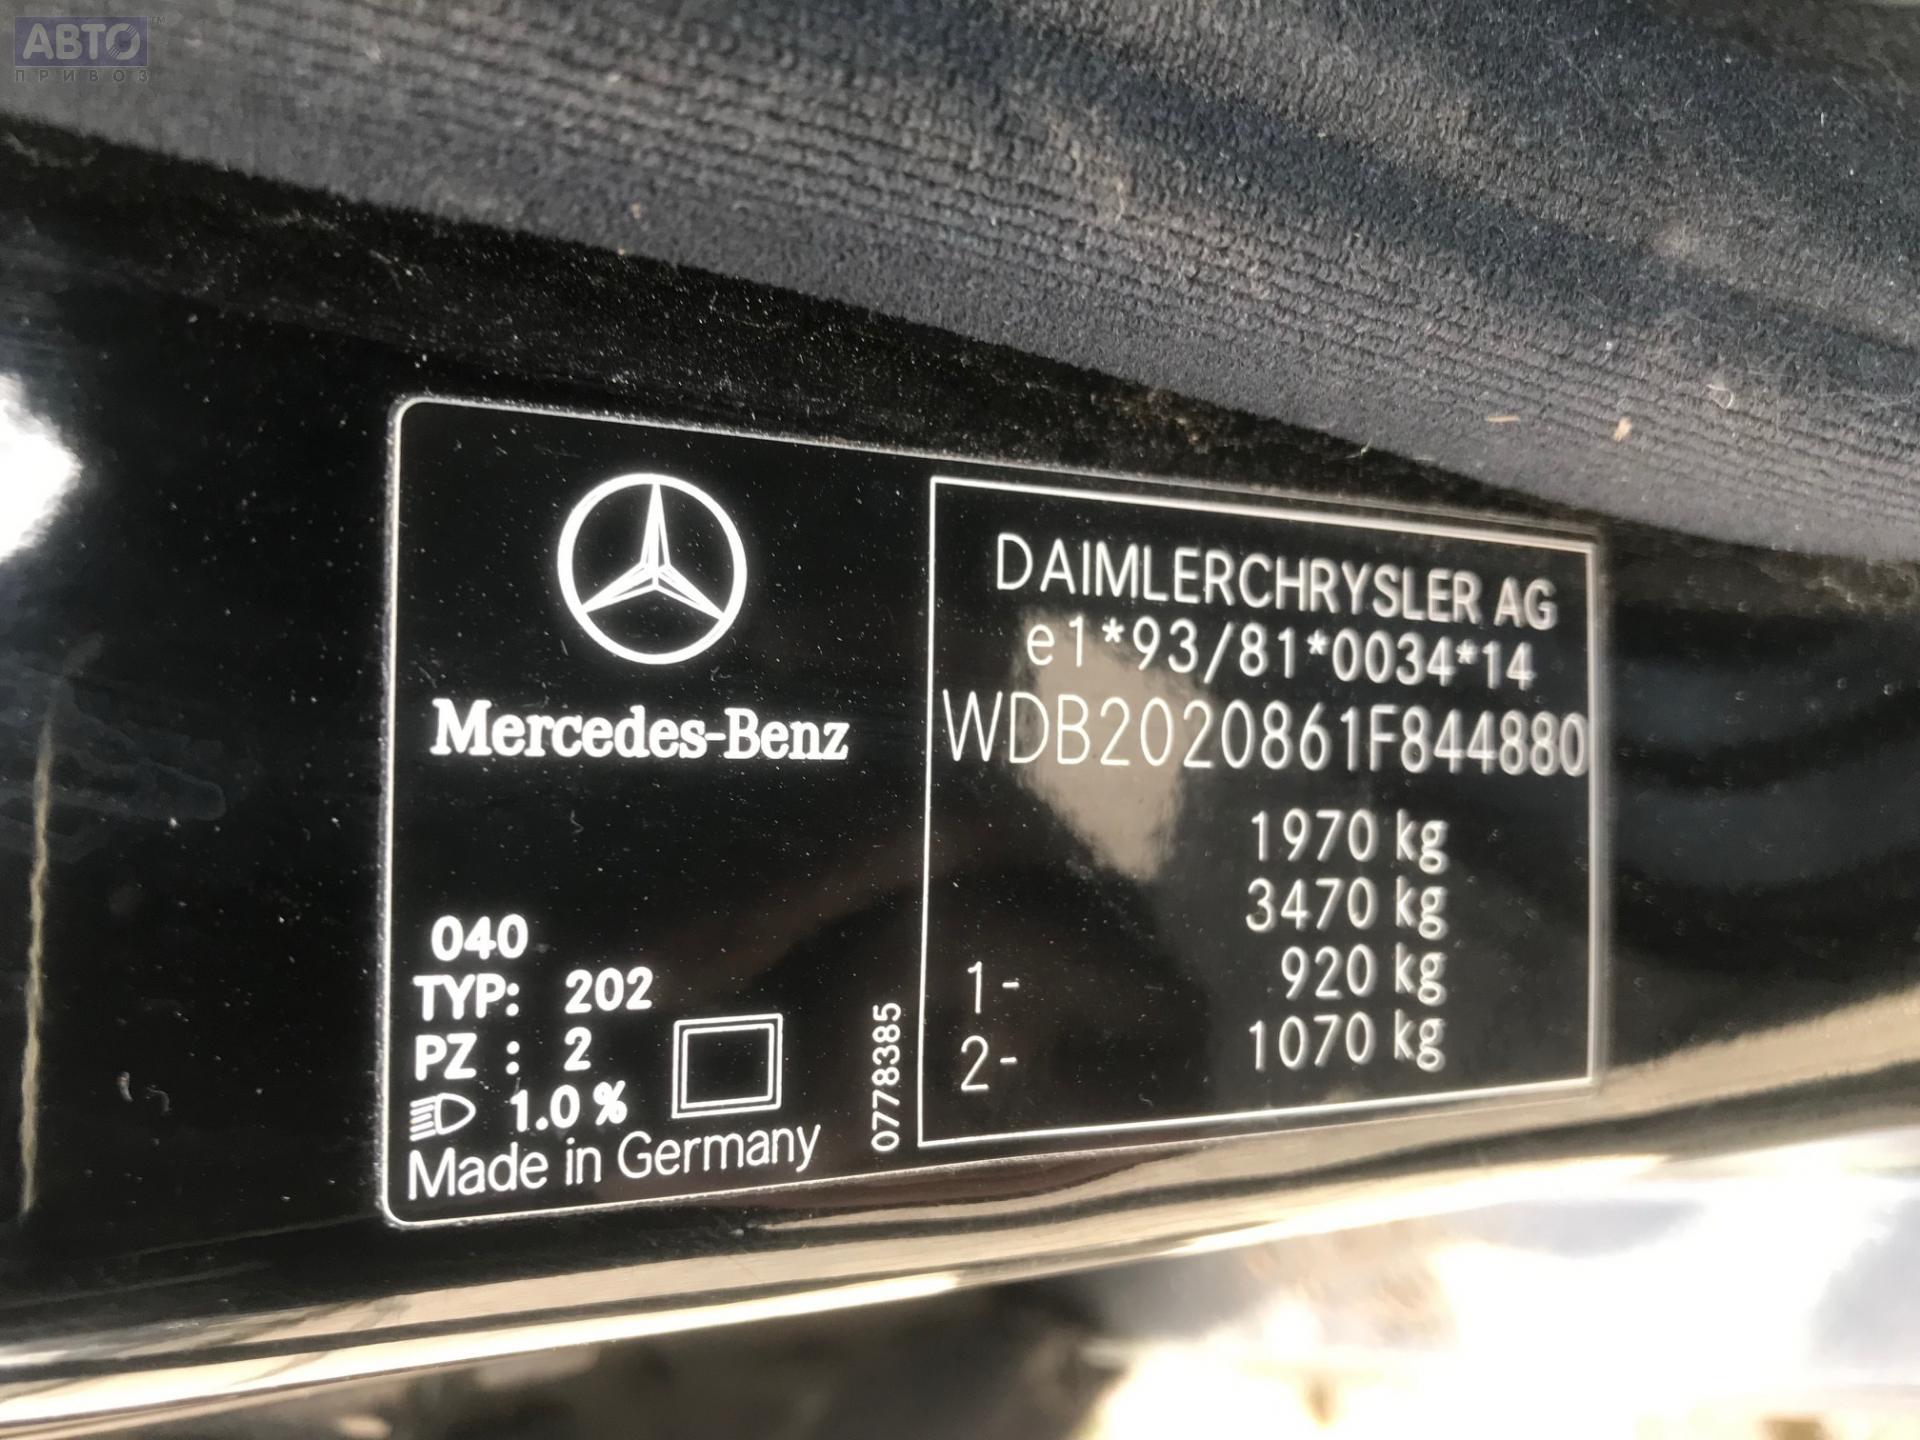 АВТО™
ПРИВОЗ
Mercedes-Benz
040
TYP: 202
PZ : 2
1.0 %
Made in Germany
0778385
DAIMLERCHRYSLER AG
e1*93/81*0034*14
WDB2020861F844880
1970 kg
3470 kg
1- 920 kg
2- 1070 kg